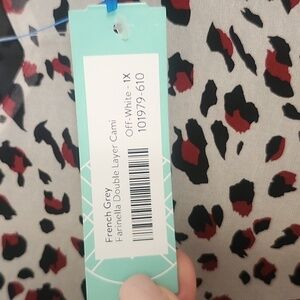 French Grey
Farinella Double Layer Cami
Off-White - 1X
101979-610